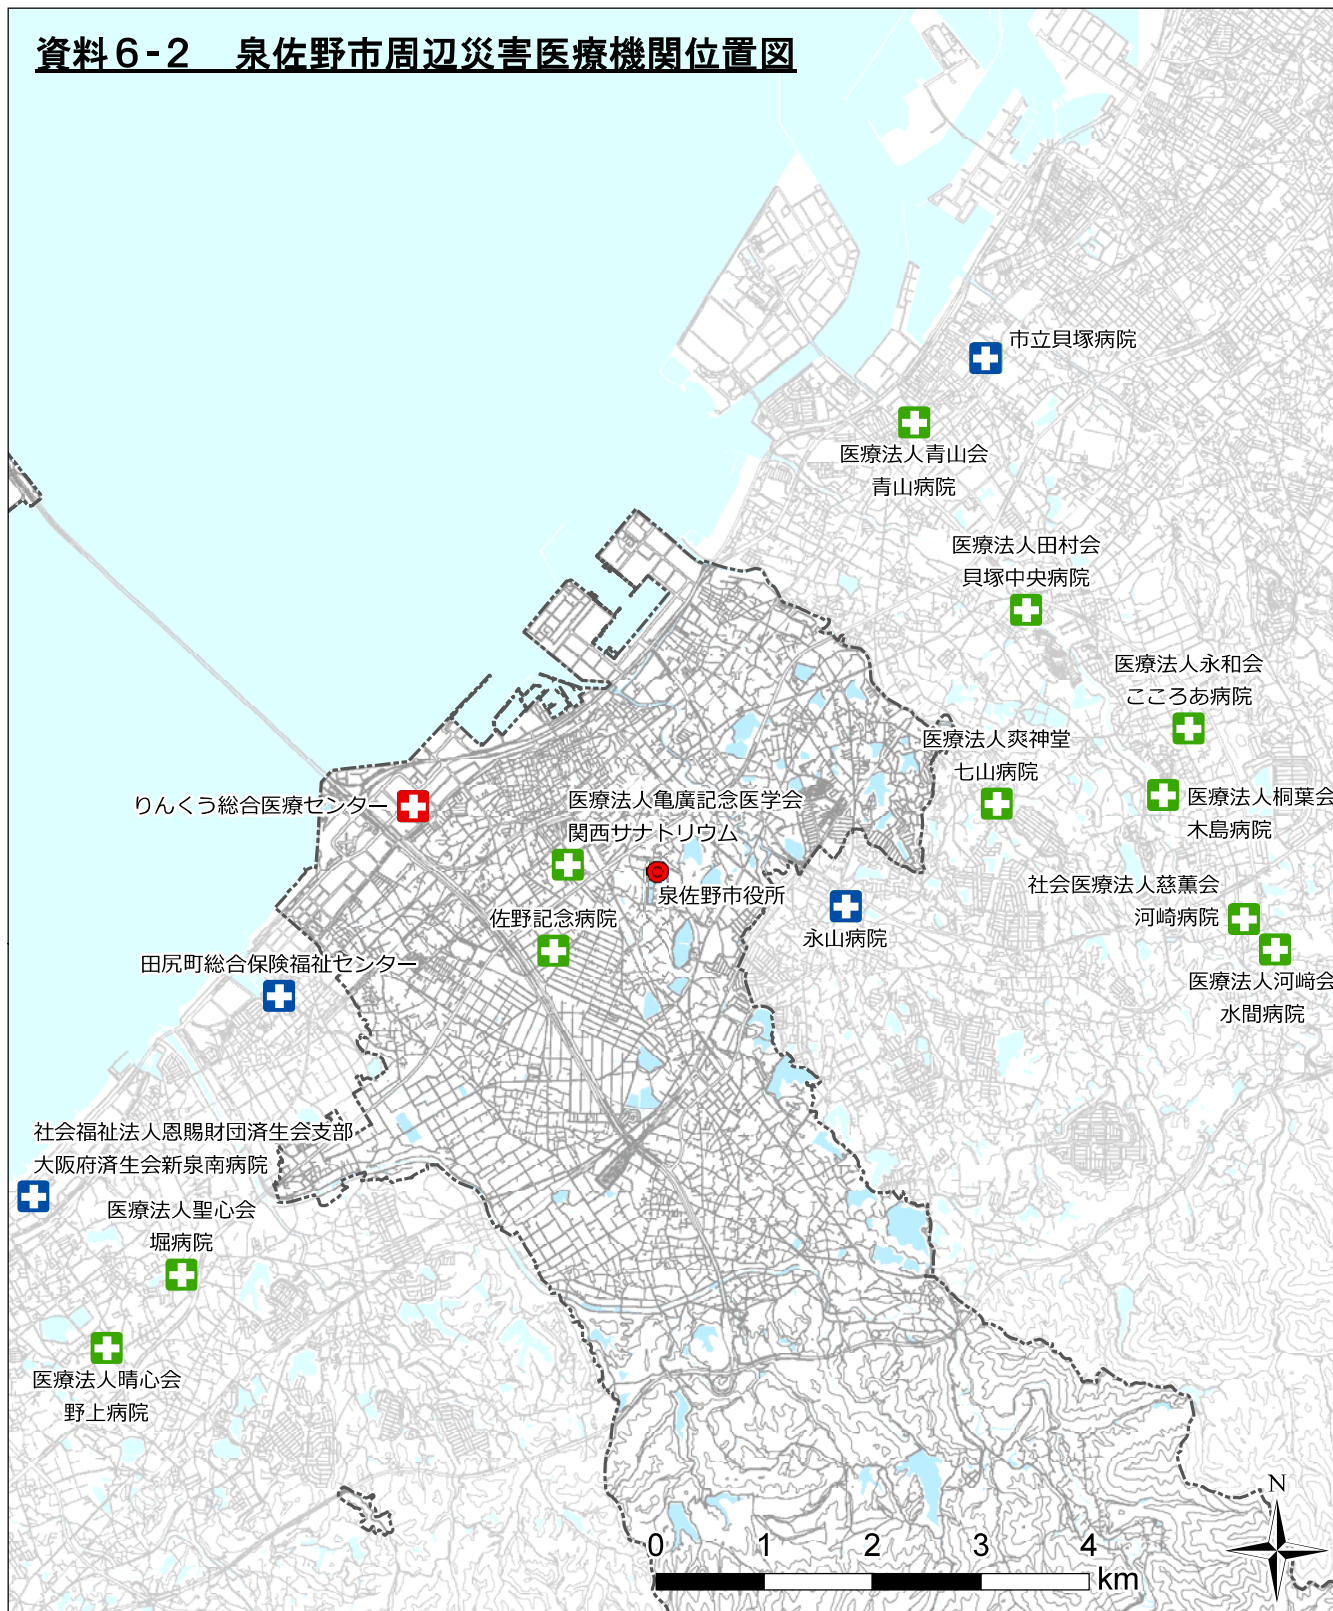 資料6-2　泉佐野市周辺災害医療機関位置図
市立貝塚病院
医療法人青山会
青山病院
医療法人田村会
貝塚中央病院
医療法人永和会
こころあ病院
医療法人爽神堂
七山病院
りんくう総合医療センター
医療法人亀廣記念医学会
関西サナトリウム
医療法人桐葉会
木島病院
泉佐野市役所
佐野記念病院
永山病院
社会医療法人慈薫会
河崎病院
田尻町総合保険福祉センター
医療法人河﨑会
水間病院
社会福祉法人恩賜財団済生会支部
大阪府済生会新泉南病院
医療法人聖心会
堀病院
医療法人晴心会
野上病院
N
0 1 2 3 4
km